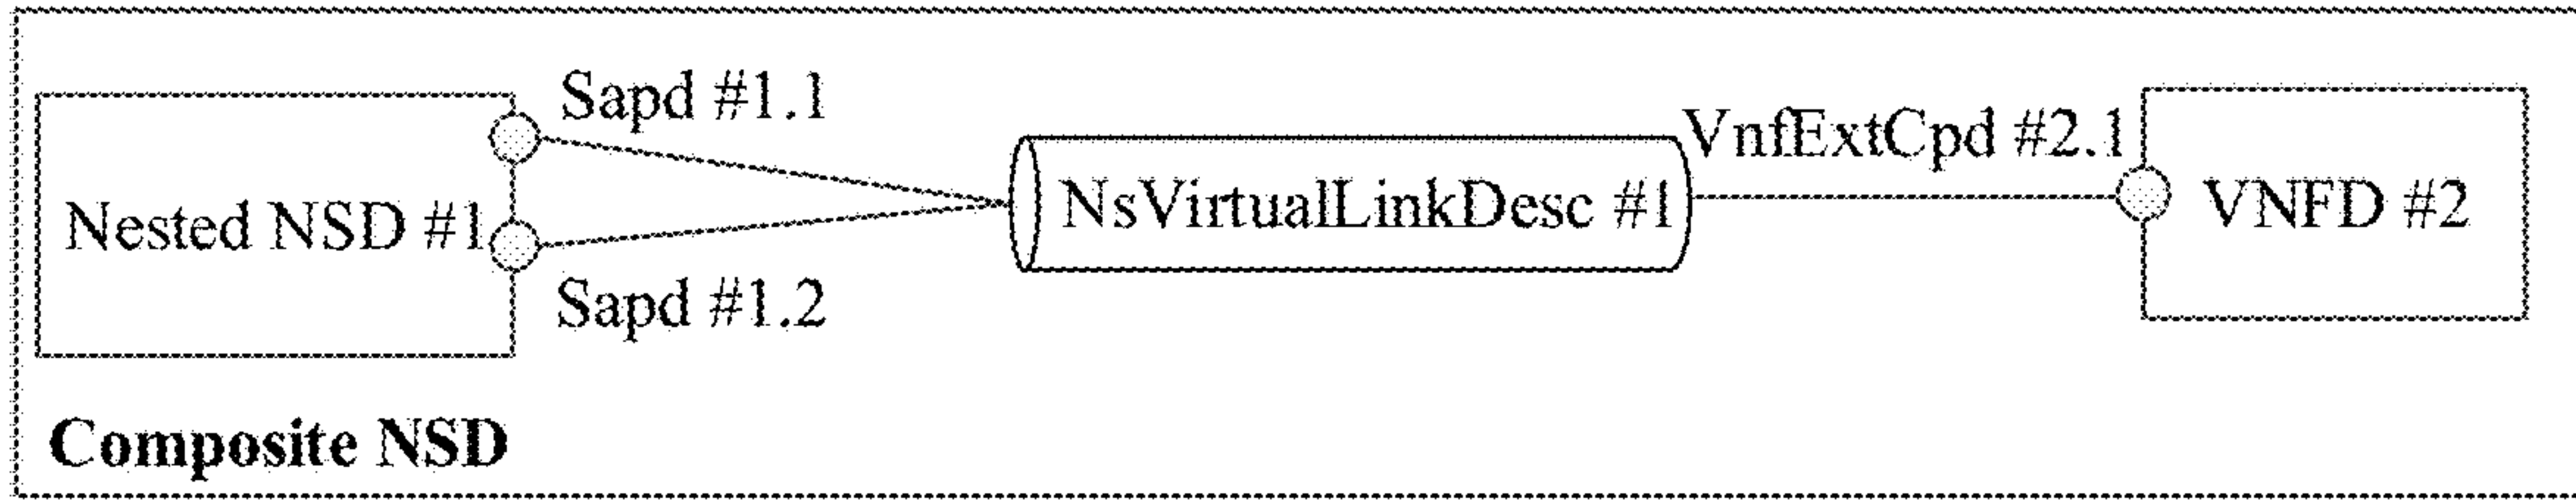 Sapd #1.1
VnfExtCpd #2.1
Nested NSD #1
NsVirtualLinkDesc #1
VNFD #2
Sapd #1.2
Composite NSD